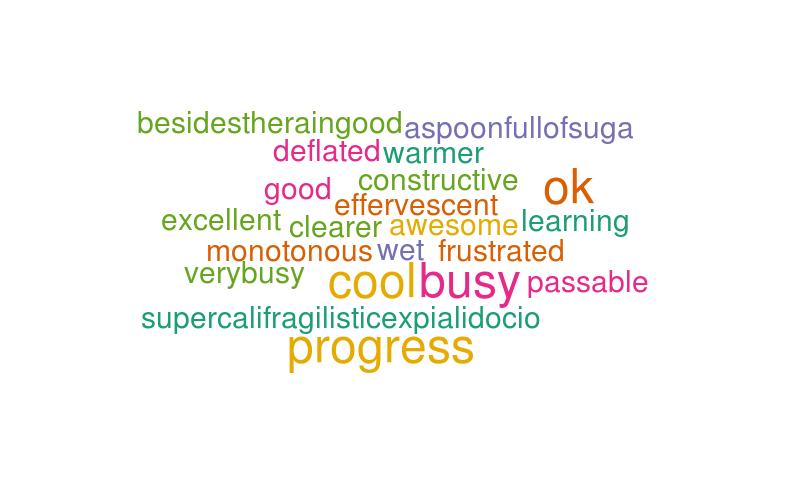 besidestheraingood aspoonfullofsuga
deflated warmer
good constructive ok
effervescent
excellent clearer awesome learning
monotonous wet frustrated
verybusy cool busy passable
supercalifragilisticexpialidocio
progress